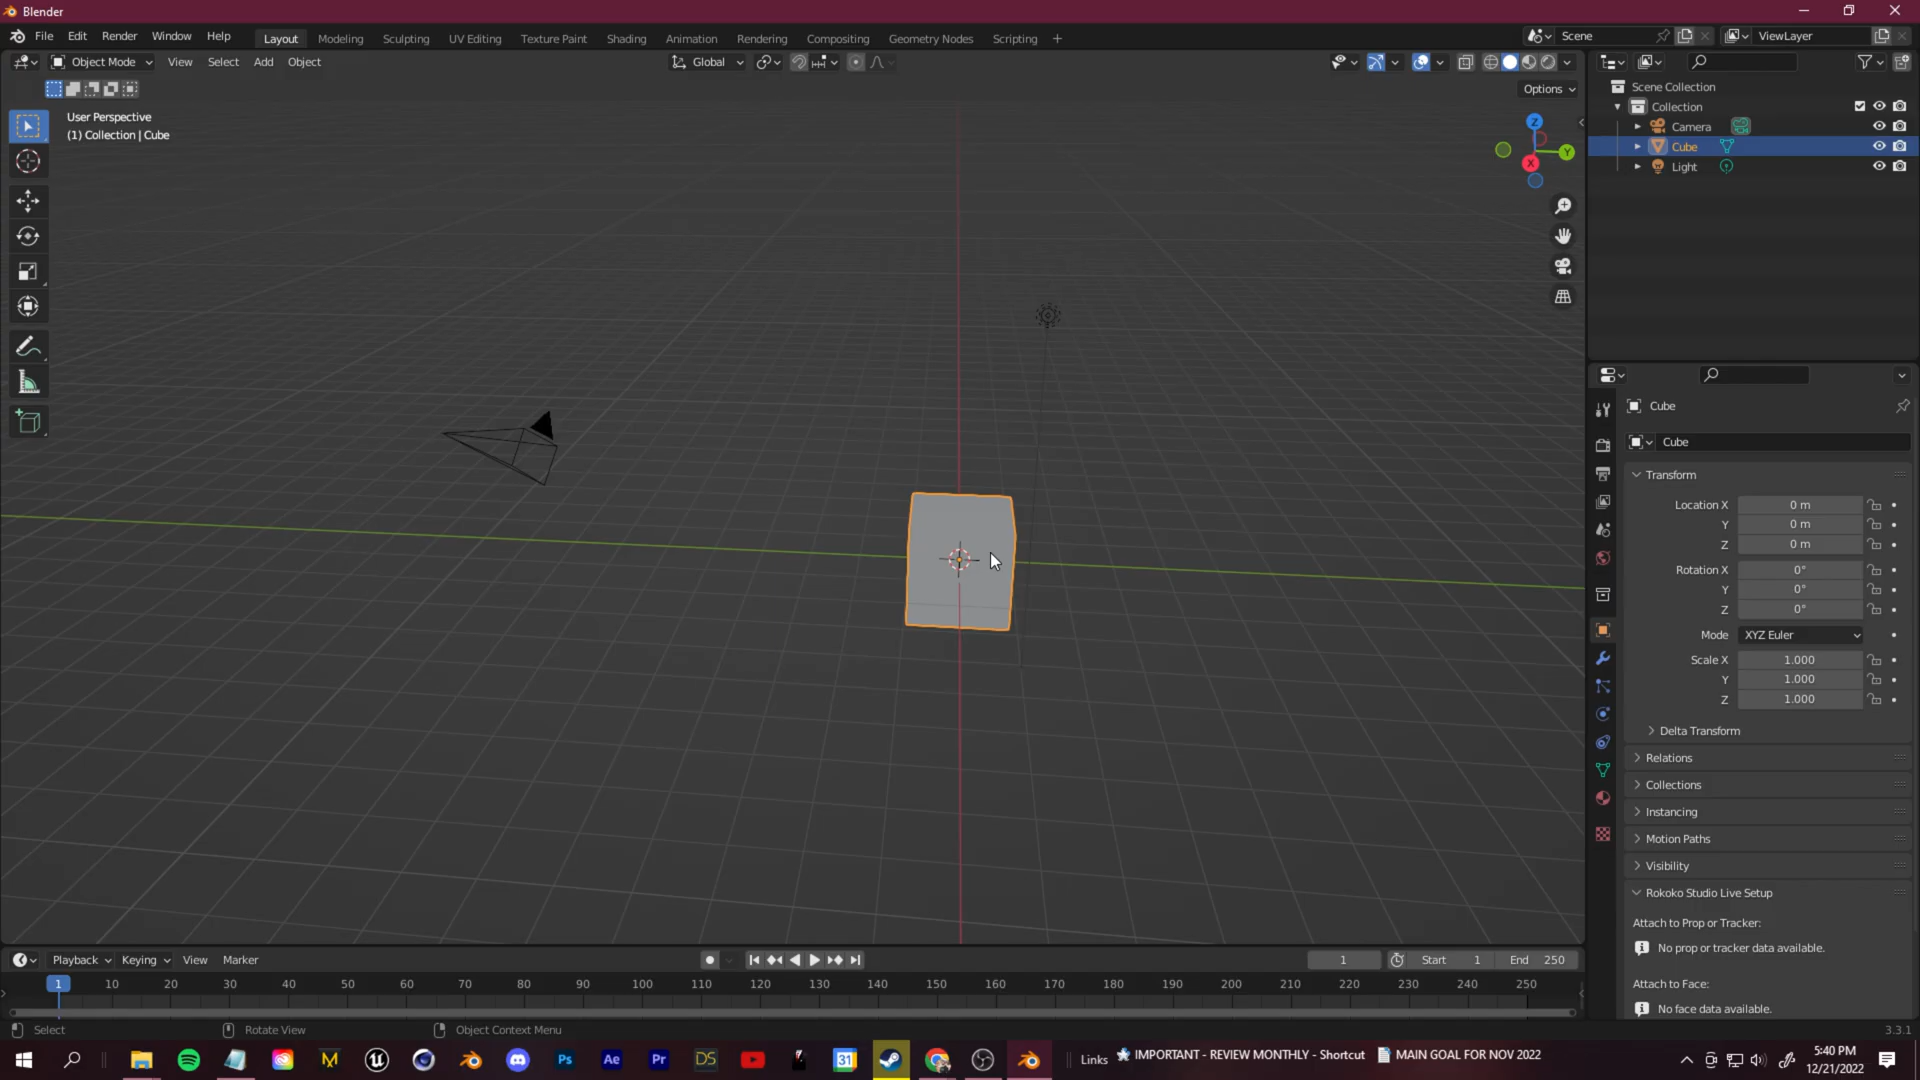 Blender
File Edit Render Window Help Layout Modeling Sculpting UV Editing Texture Paint Shading Animation Rendering Compositing Geometry Nodes Scripting + Scene ViewLayer
Object Mode View Select Add Object Global
Options
User Perspective
(1) Collection | Cube
Z
Y
X
Scene Collection
Collection
Camera
Cube
Light
Cube
Cube
Transform
Location X 0 m
Y 0 m
Z 0 m
Rotation X 0°
Y 0°
Z 0°
Mode XYZ Euler
Scale X 1.000
Y 1.000
Z 1.000
Delta Transform
Relations
Collections
Instancing
Motion Paths
Visibility
Rokoko Studio Live Setup
Attach to Prop or Tracker:
No prop or tracker data available.
Attach to Face:
No face data available.
Playback Keying View Marker 1 Start 1 End 250
1 10 20 30 40 50 60 70 80 90 100 110 120 130 140 150 160 170 180 190 200 210 220 230 240 250
Select Rotate View Object Context Menu 3.3.1
M Ps Ae Pr DS 31 Links IMPORTANT - REVIEW MONTHLY - Shortcut MAIN GOAL FOR NOV 2022
5:40 PM
12/21/2022